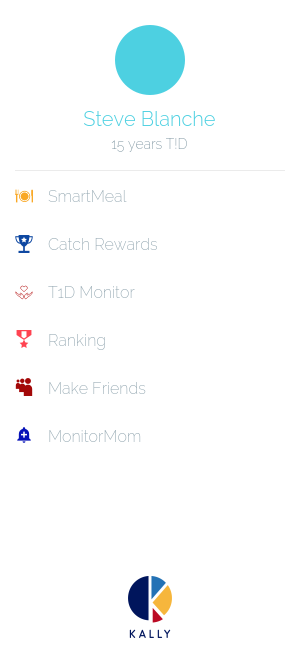 Steve Blanche
15 years T!D
SmartMeal
Catch Rewards
T1D Monitor
Ranking
Make Friends
MonitorMom
KALLY